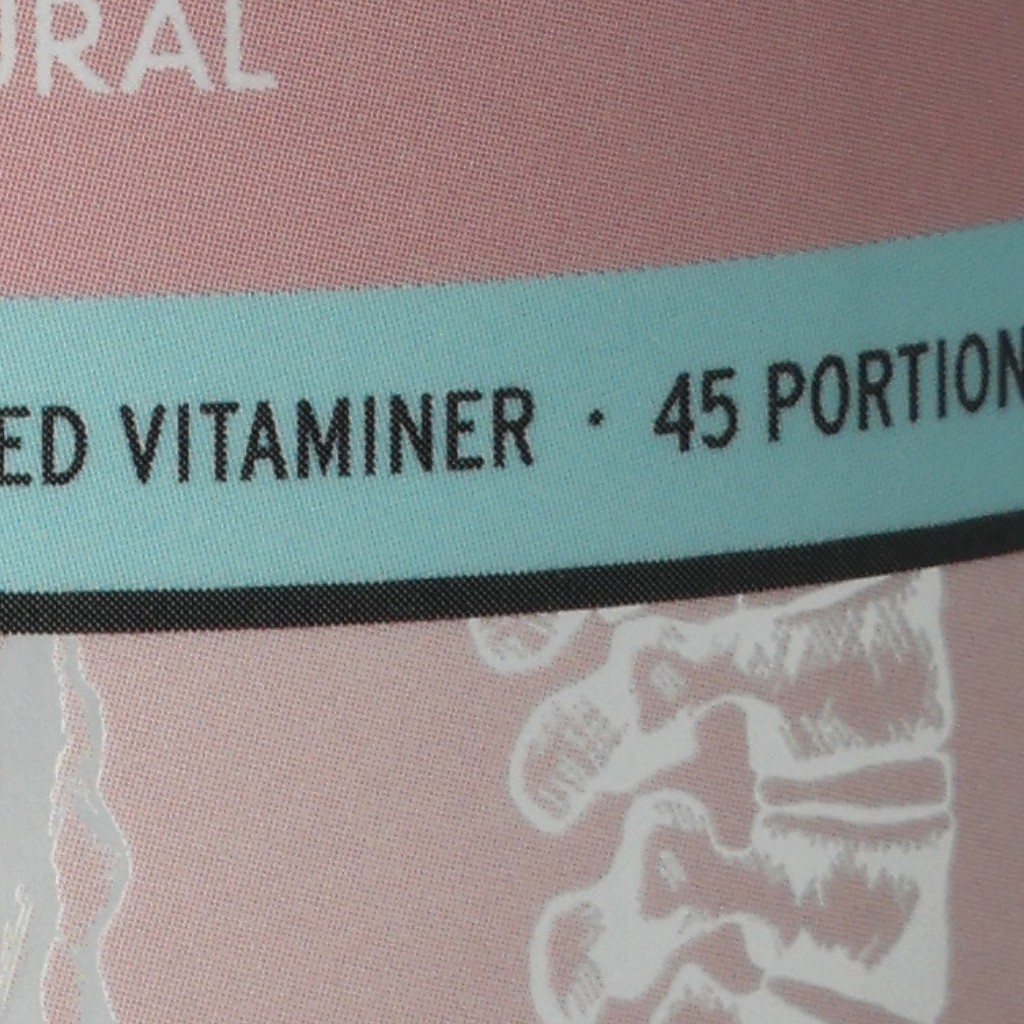 URAL
ED VITAMINER · 45 PORTION